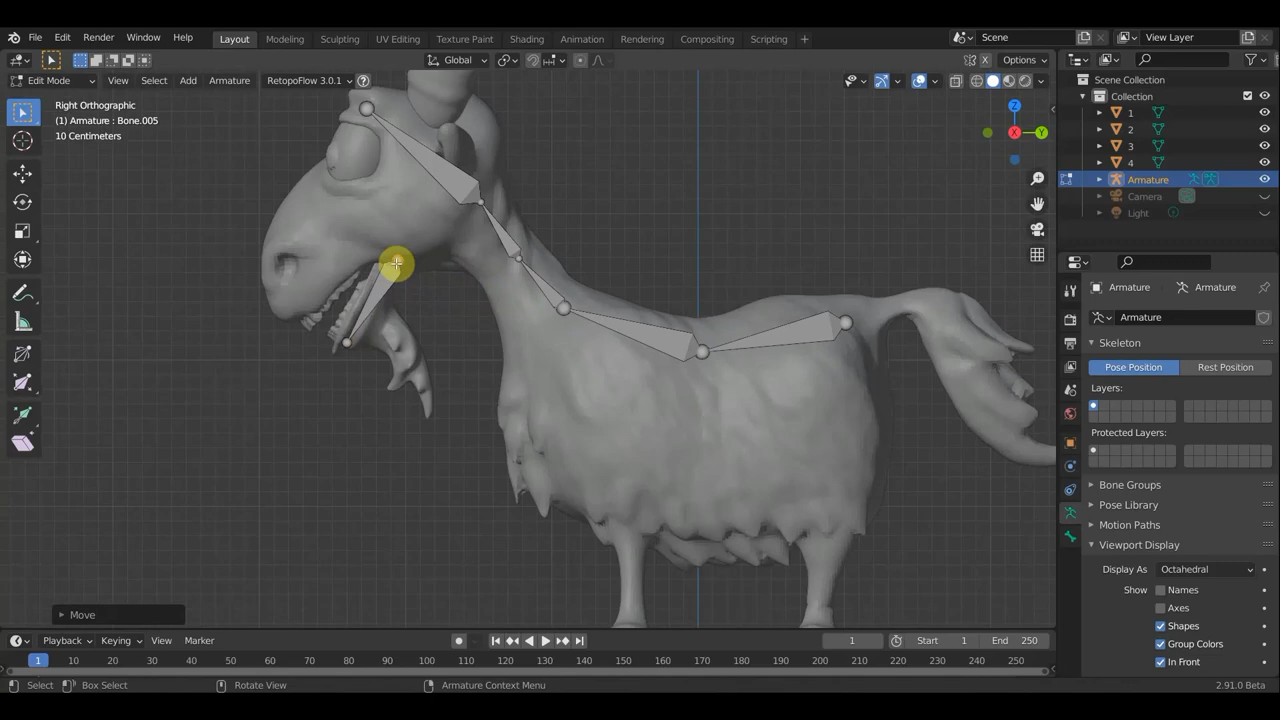 File Edit Render Window Help Layout Modeling Sculpting UV Editing Texture Paint Shading Animation Rendering Compositing Scripting + Scene View Layer
Global Options
Edit Mode View Select Add Armature RetopoFlow 3.0.1 ?
Right Orthographic
(1) Armature : Bone.005
10 Centimeters
Z
X
Y
Move
Scene Collection
Collection
1
2
3
4
Armature
Camera
Light
Armature Armature
Armature
Skeleton
Pose Position Rest Position
Layers:
Protected Layers:
Bone Groups
Pose Library
Motion Paths
Viewport Display
Display As Octahedral
Show Names
Axes
Shapes
Group Colors
In Front
Playback Keying View Marker 1 Start 1 End 250
1 10 20 30 40 50 60 70 80 90 100 110 120 130 140 150 160 170 180 190 200 210 220 230 240 250
Select Box Select Rotate View Armature Context Menu 2.91.0 Beta